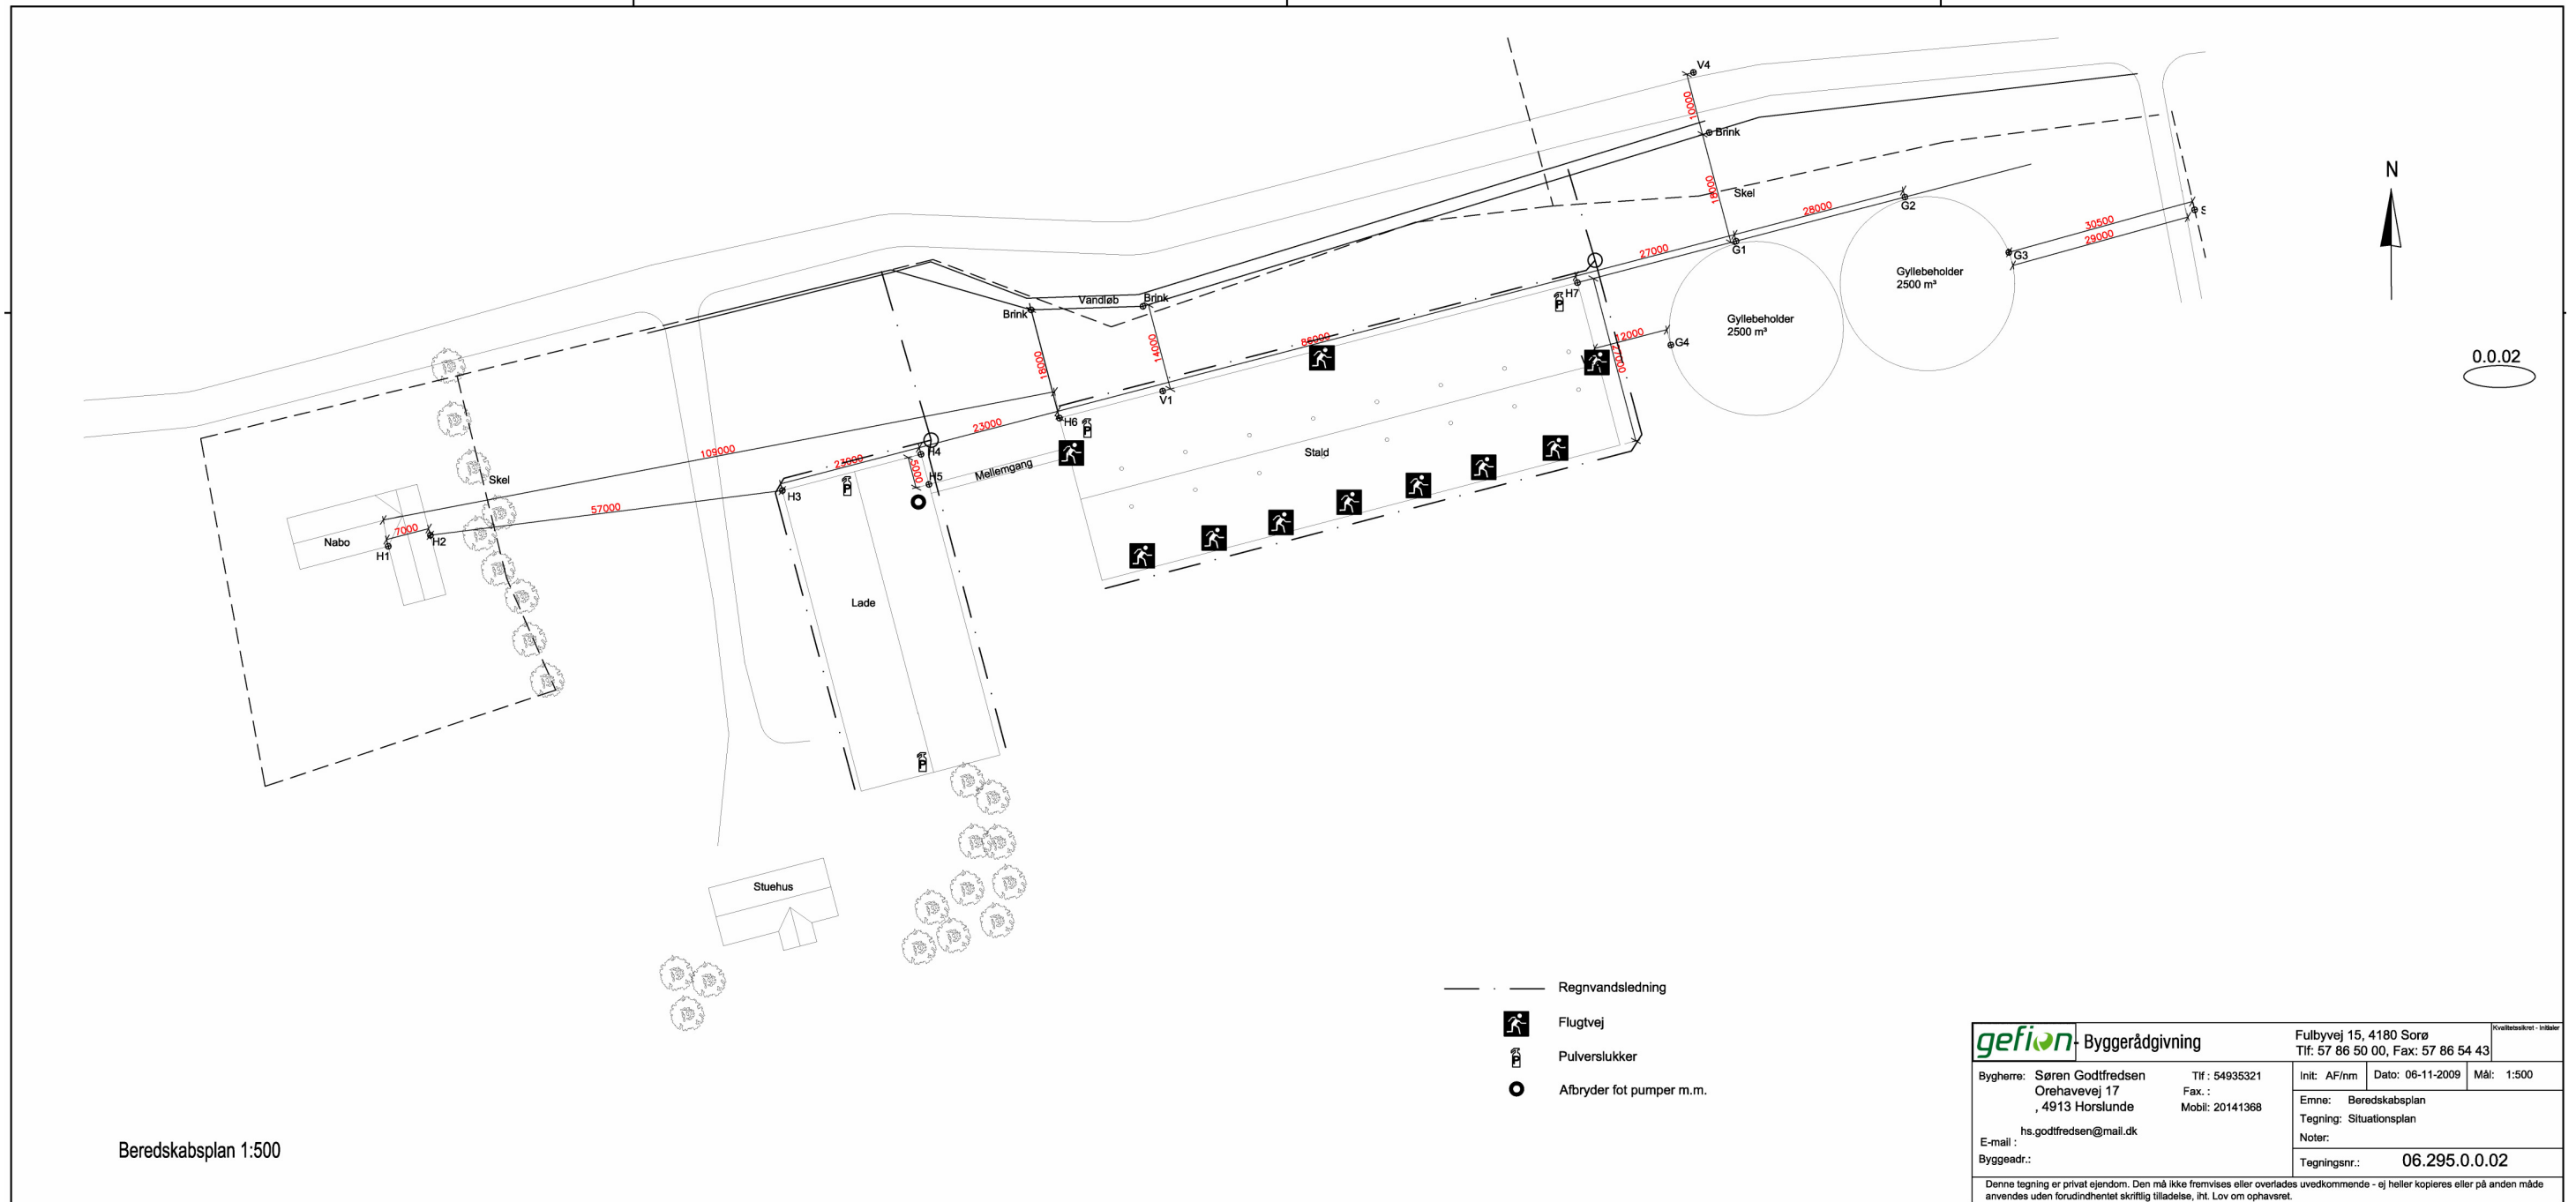 V4
10000
Brink
18000
Skel
N
G2
28000
G1
27000
30500
S
29000
G3
Gyllebeholder
2500 m³
Gyllebeholder
2500 m³
H7
P
12000
G4
27000
0.0.02
Vandløb
Brink
Brink
18000
14000
86000
V1
H6
P
23000
109000
23000
H4
5000
H5
Mellemgang
Stald
Skel
H3
P
57000
7000
H2
Nabo
H1
Lade
P
Stuehus
Regnvandsledning
Flugtvej
P Pulverslukker
Afbryder fot pumper m.m.
Beredskabsplan 1:500
gefion - Byggerådgivning
Fulbyvej 15, 4180 Sorø
Tlf: 57 86 50 00, Fax: 57 86 54 43
Kvalitetssikret - Initialer
Bygherre: Søren Godtfredsen Tlf : 54935321
Orehavevej 17 Fax. :
, 4913 Horslunde Mobil: 20141368
hs.godtfredsen@mail.dk
E-mail :
Byggeadr.:
Init: AF/nm Dato: 06-11-2009 Mål: 1:500
Emne: Beredskabsplan
Tegning: Situationsplan
Noter:
Tegningsnr.: 06.295.0.0.02
Denne tegning er privat ejendom. Den må ikke fremvises eller overlades uvedkommende - ej heller kopieres eller på anden måde
anvendes uden forudindhentet skriftlig tilladelse, iht. Lov om ophavsret.